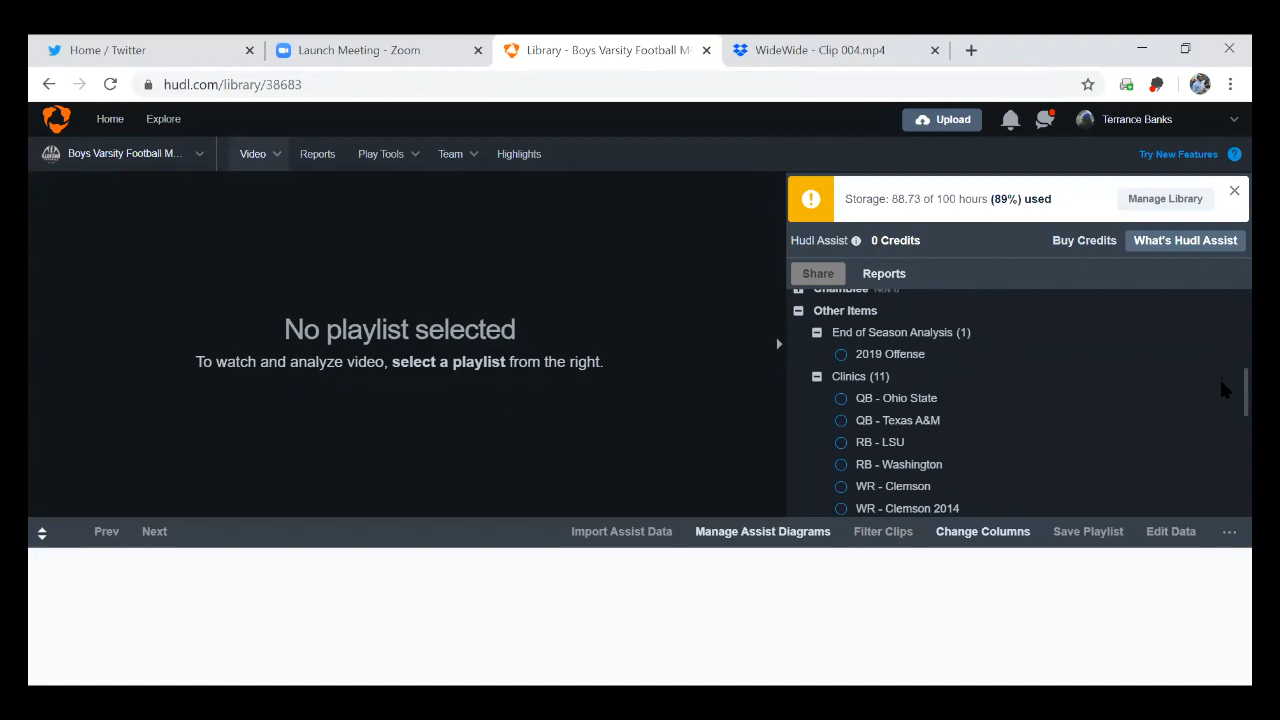 Home / Twitter
Launch Meeting - Zoom
Library - Boys Varsity Football M
WideWide - Clip 004.mp4
hudl.com/library/38683
Home
Explore
Upload
Terrance Banks
Boys Varsity Football M...
Video
Reports
Play Tools
Team
Highlights
Try New Features
Storage: 88.73 of 100 hours (89%) used
Manage Library
Hudl Assist
0 Credits
Buy Credits
What's Hudl Assist
Share
Reports
Chamblee
Other Items
End of Season Analysis (1)
2019 Offense
Clinics (11)
QB - Ohio State
QB - Texas A&M
RB - LSU
RB - Washington
WR - Clemson
WR - Clemson 2014
No playlist selected
To watch and analyze video, select a playlist from the right.
Prev
Next
Import Assist Data
Manage Assist Diagrams
Filter Clips
Change Columns
Save Playlist
Edit Data